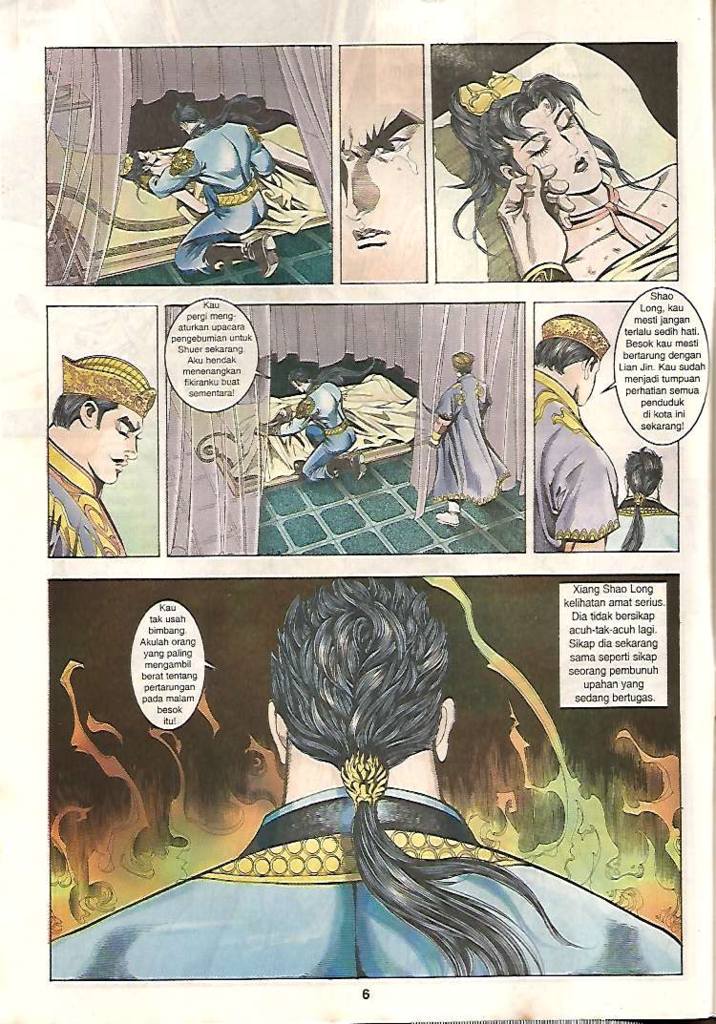 Kau
pergi meng-
aturkan upacara
pengebumian untuk
Shuer sekarang.
Aku hendak
menenangkan
fikiranku buat
sementara!
Shao
Long, kau
mesti jangan
terlalu sedih hati.
Besok kau mesti
bertarung dengan
Lian Jin. Kau sudah
menjadi tumpuan
perhatian semua
penduduk
di kota ini
sekarang!
Kau
tak usah
bimbang.
Akulah orang
yang paling
mengambil
berat tentang
pertarungan
pada malam
besok
itu!
Xiang Shao Long
kelihatan amat serius.
Dia tidak bersikap
acuh-tak-acuh lagi.
Sikap dia sekarang
sama seperti sikap
seorang pembunuh
upahan yang
sedang bertugas.
6